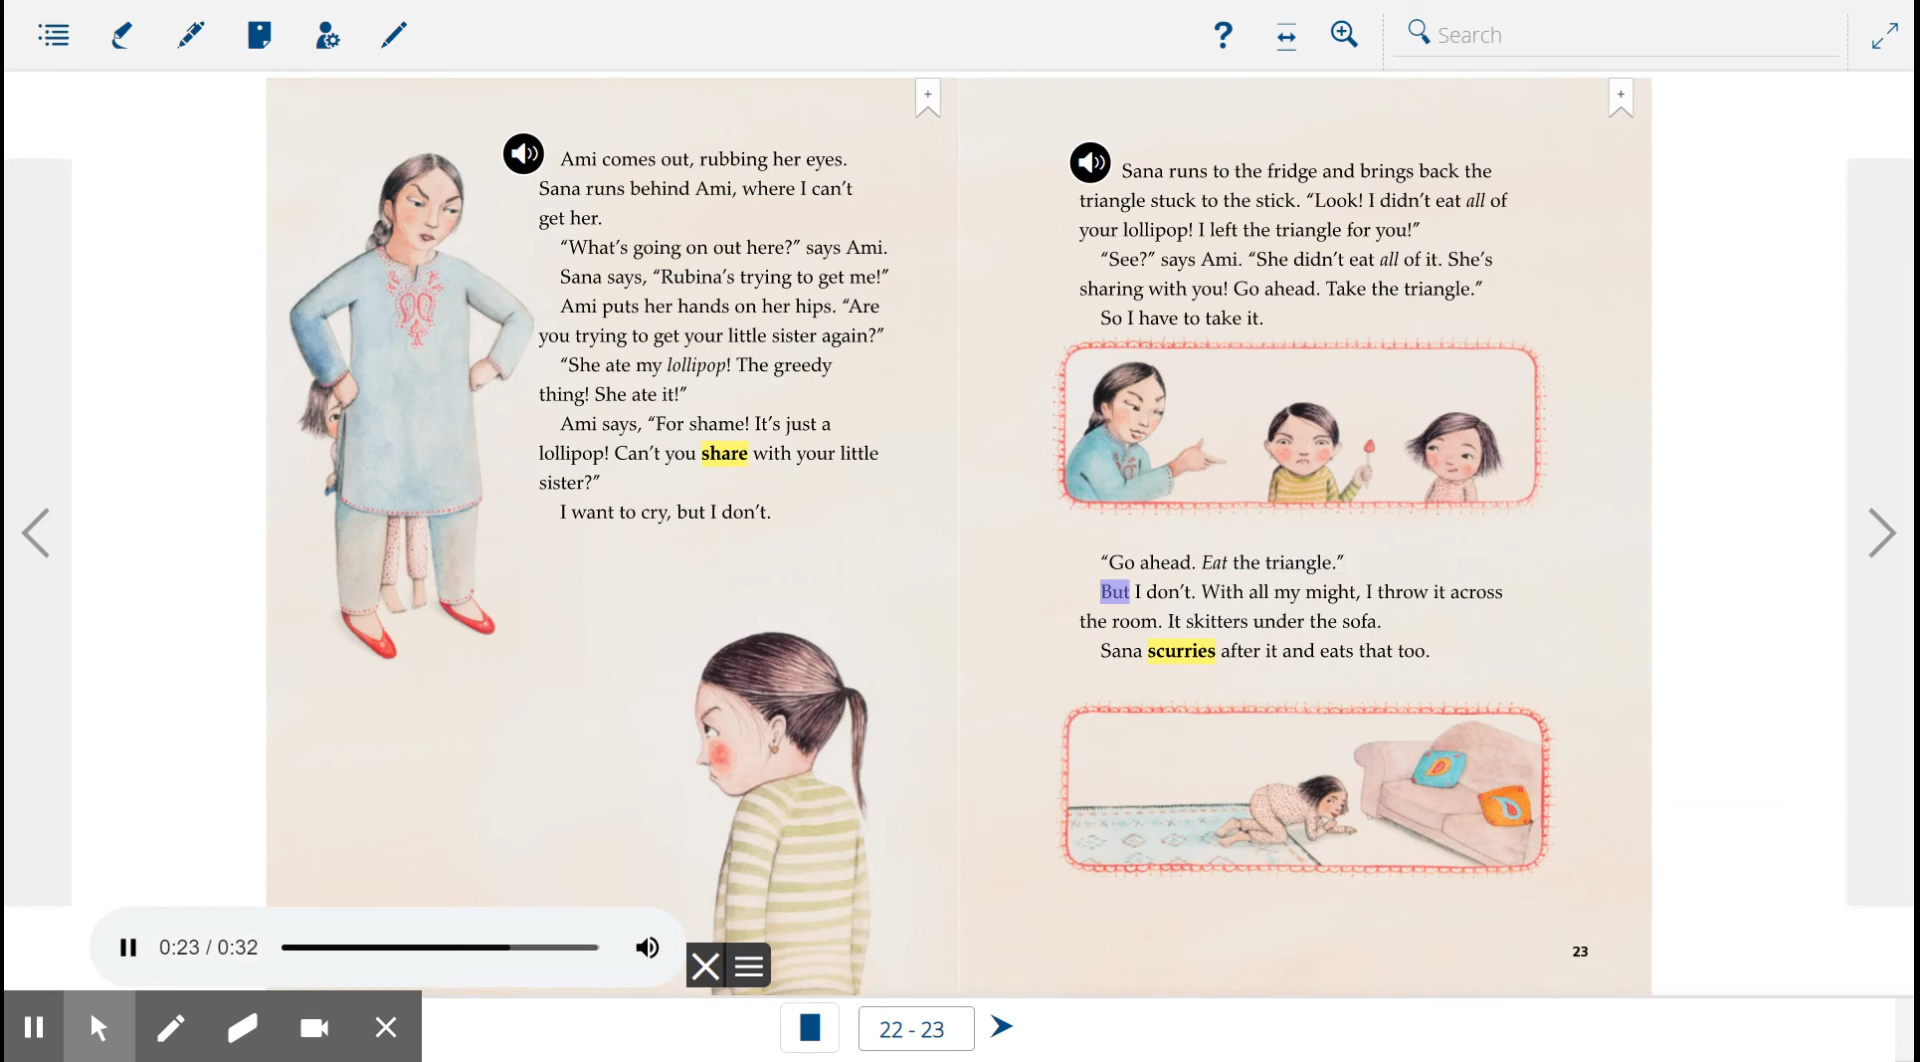 Search
Ami comes out, rubbing her eyes.
Sana runs behind Ami, where I can’t
get her.
“What’s going on out here?” says Ami.
Sana says, “Rubina’s trying to get me!”
Ami puts her hands on her hips. “Are
you trying to get your little sister again?”
“She ate my lollipop! The greedy
thing! She ate it!”
Ami says, “For shame! It’s just a
lollipop! Can’t you share with your little
sister?”
I want to cry, but I don’t.
Sana runs to the fridge and brings back the
triangle stuck to the stick. “Look! I didn’t eat all of
your lollipop! I left the triangle for you!”
“See?” says Ami. “She didn’t eat all of it. She’s
sharing with you! Go ahead. Take the triangle.”
So I have to take it.
“Go ahead. Eat the triangle.”
But I don’t. With all my might, I throw it across
the room. It skitters under the sofa.
Sana scurries after it and eats that too.
23
0:23 / 0:32
22 - 23